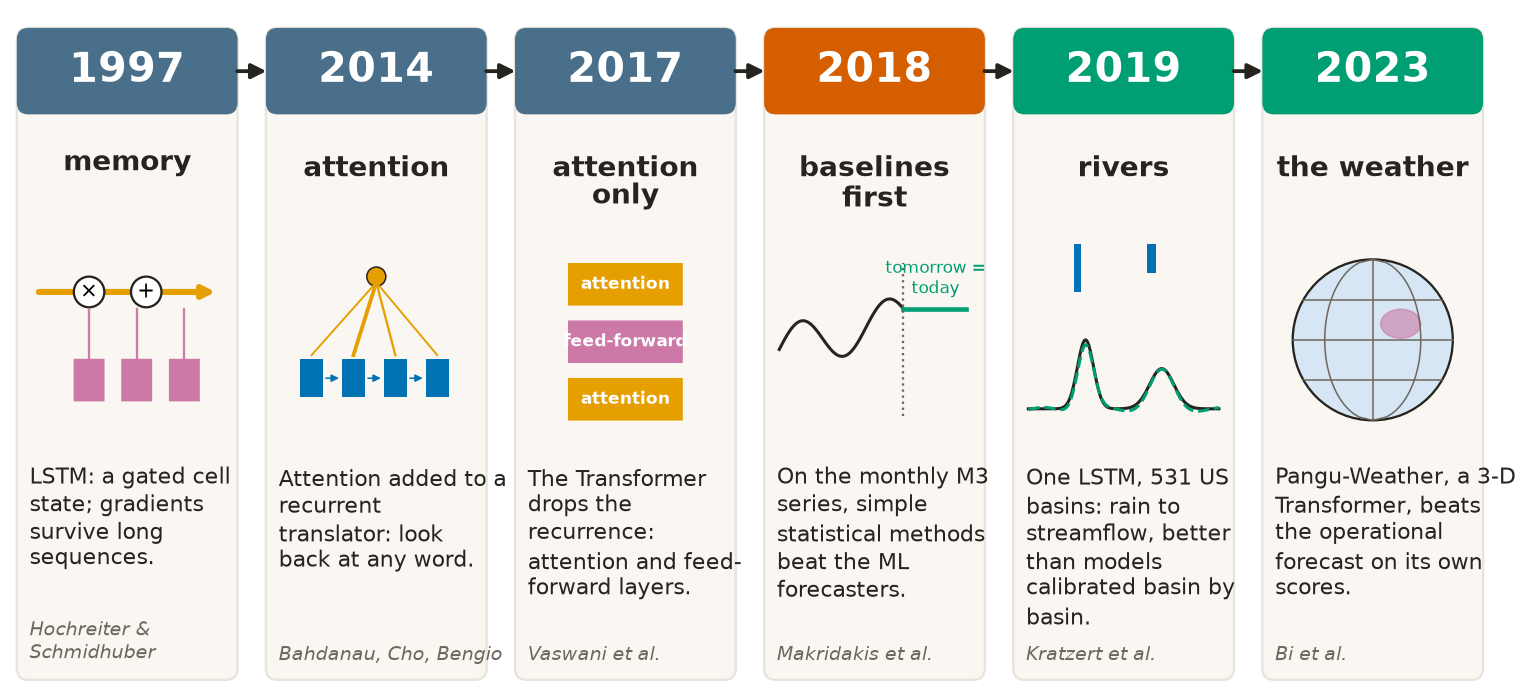 1997
memory
×
+
LSTM: a gated cell
state; gradients
survive long
sequences.
Hochreiter &
Schmidhuber
2014
attention
Attention added to a
recurrent
translator: look
back at any word.
Bahdanau, Cho, Bengio
2017
attention
only
attention
feed-forward
attention
The Transformer
drops the
recurrence:
attention and feed-
forward layers.
Vaswani et al.
2018
baselines
first
tomorrow =
today
On the monthly M3
series, simple
statistical methods
beat the ML
forecasters.
Makridakis et al.
2019
rivers
One LSTM, 531 US
basins: rain to
streamflow, better
than models
calibrated basin by
basin.
Kratzert et al.
2023
the weather
Pangu-Weather, a 3-D
Transformer, beats
the operational
forecast on its own
scores.
Bi et al.